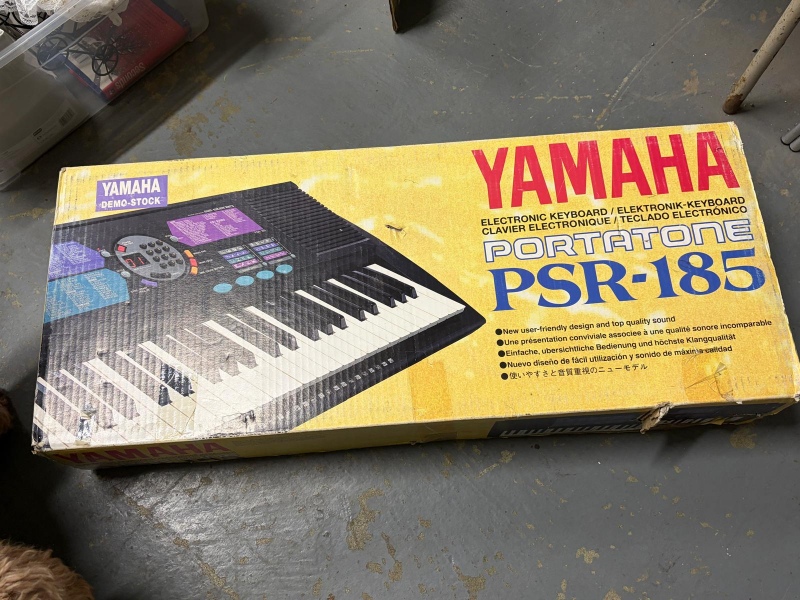 YAMAHA
DEMO-STOCK
YAMAHA
ELECTRONIC KEYBOARD / ELEKTRONIK-KEYBOARD
CLAVIER ELECTRONIQUE / TECLADO ELECTRÓNICO
PORTATONE
PSR-185
●New user-friendly design and top quality sound
●Une présentation conviviale associée à une qualité sonore incomparable
●Einfache, übersichtliche Bedienung und höchste Klangqualität
●Nuevo diseño de fácil utilización y sonido de máxima calidad
●使いやすさと音質重視のニューモデル
YAMAHA